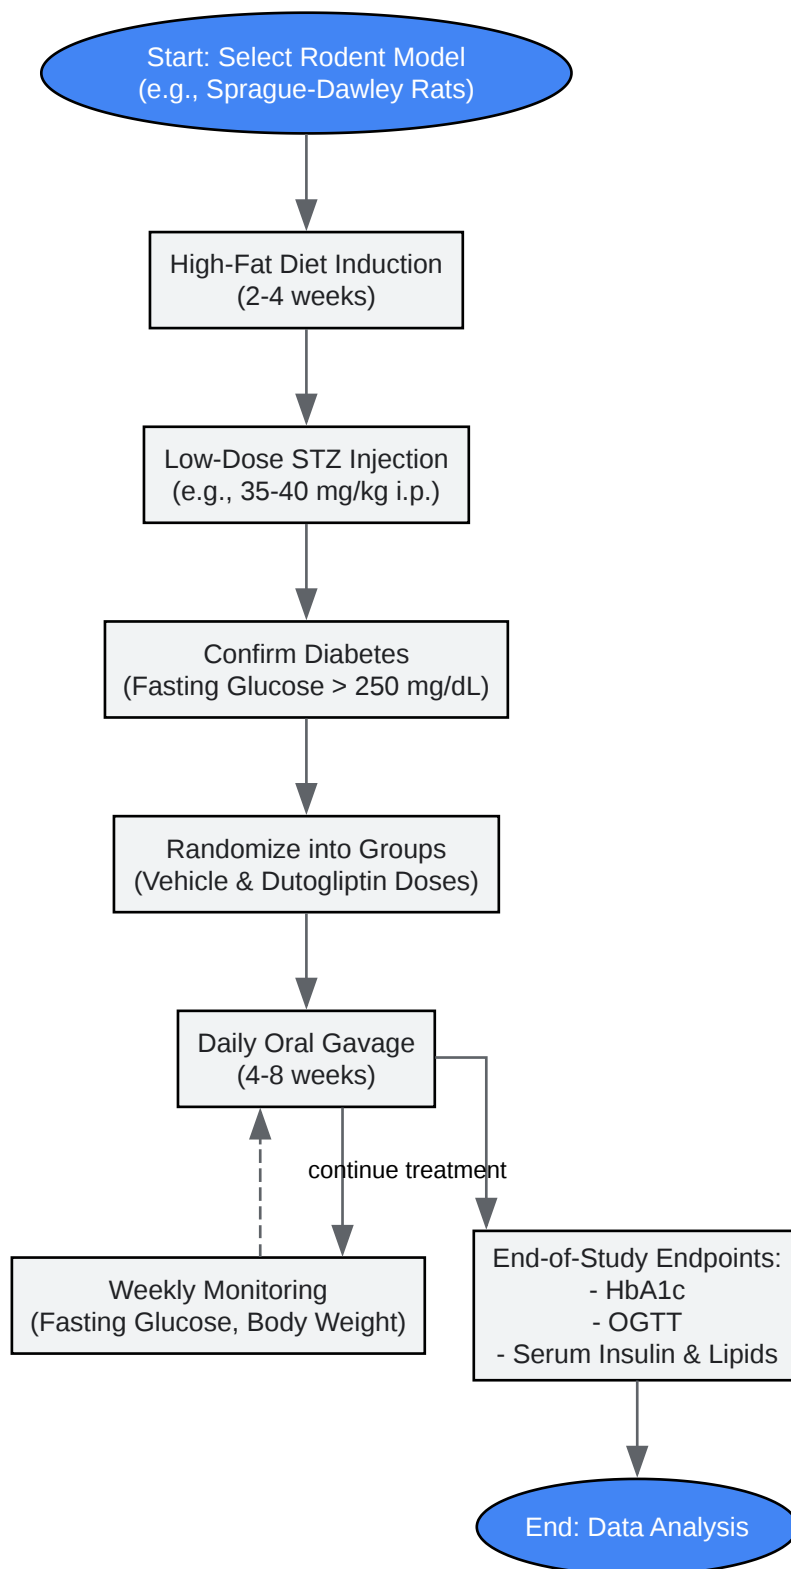 Start: Select Rodent Model
(e.g., Sprague-Dawley Rats)
High-Fat Diet Induction
(2-4 weeks)
Low-Dose STZ Injection
(e.g., 35-40 mg/kg i.p.)
Confirm Diabetes
(Fasting Glucose > 250 mg/dL)
Randomize into Groups
(Vehicle & Dutogliptin Doses)
Daily Oral Gavage
(4-8 weeks)
continue treatment
Weekly Monitoring
(Fasting Glucose, Body Weight)
End-of-Study Endpoints:
- HbA1c
- OGTT
- Serum Insulin & Lipids
End: Data Analysis